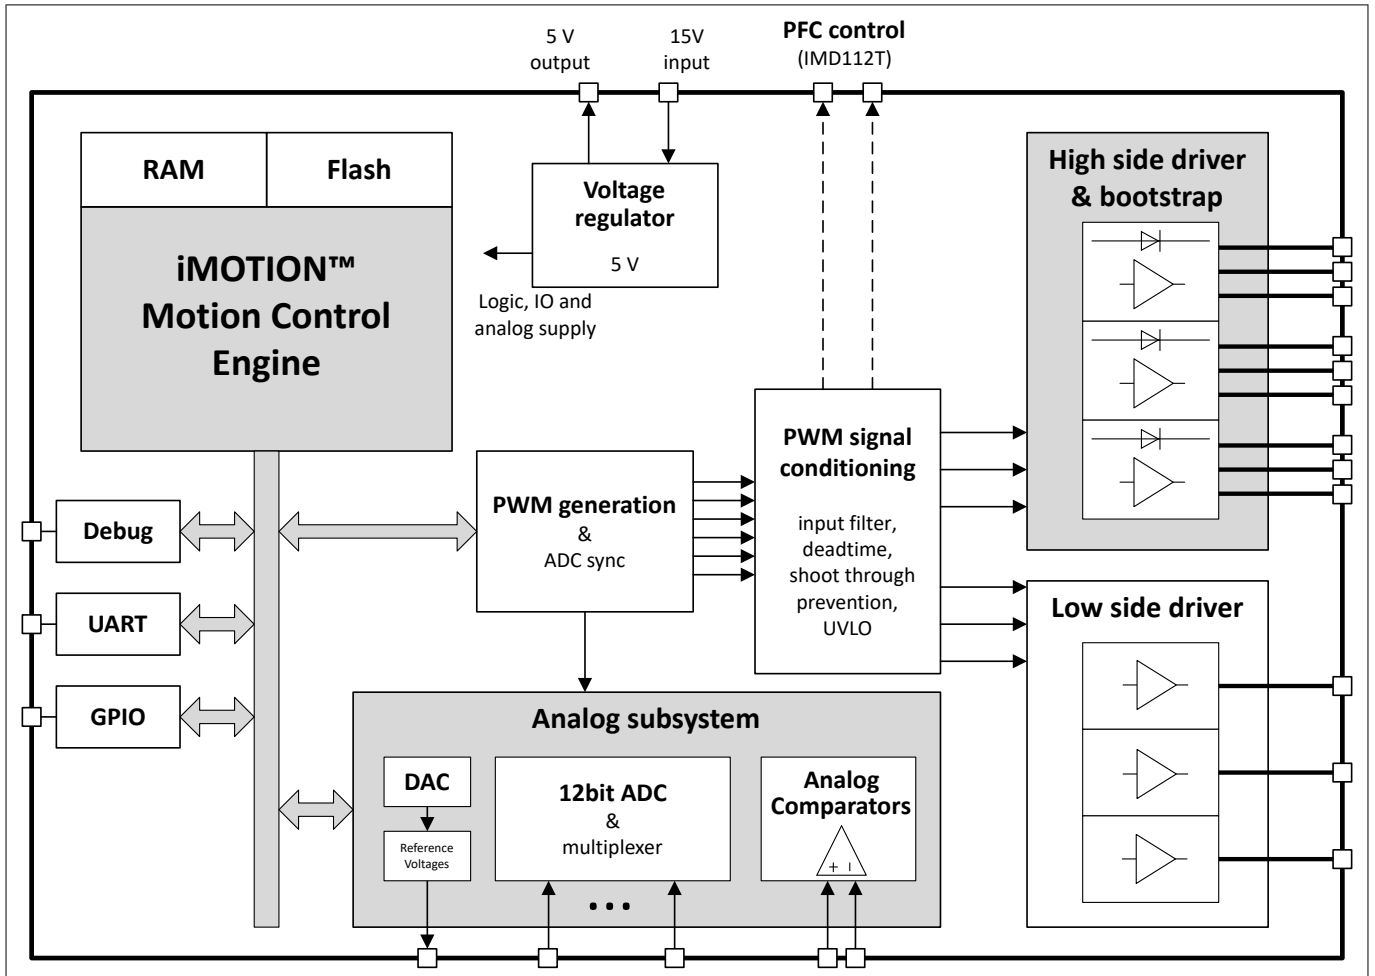 5 V
output
15V
input
PFC control
(IMD112T)
RAM
Flash
iMOTION™
Motion Control
Engine
Voltage
regulator
5 V
Logic, IO and
analog supply
High side driver
& bootstrap
PWM signal
conditioning
input filter,
deadtime,
shoot through
prevention,
UVLO
PWM generation
&
ADC sync
Debug
UART
GPIO
Low side driver
Analog subsystem
DAC
Reference
Voltages
12bit ADC
&
multiplexer
...
Analog
Comparators
+ –